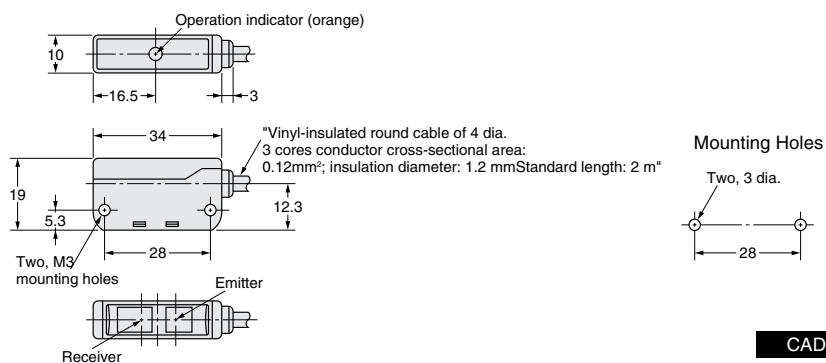 Operation indicator (orange)
10
16.5
3
34
"Vinyl-insulated round cable of 4 dia.
3 cores conductor cross-sectional area:
0.12mm²; insulation diameter: 1.2 mmStandard length: 2 m"
Mounting Holes
Two, 3 dia.
19
5.3
12.3
28
28
Two, M3
mounting holes
Emitter
Receiver
CAD